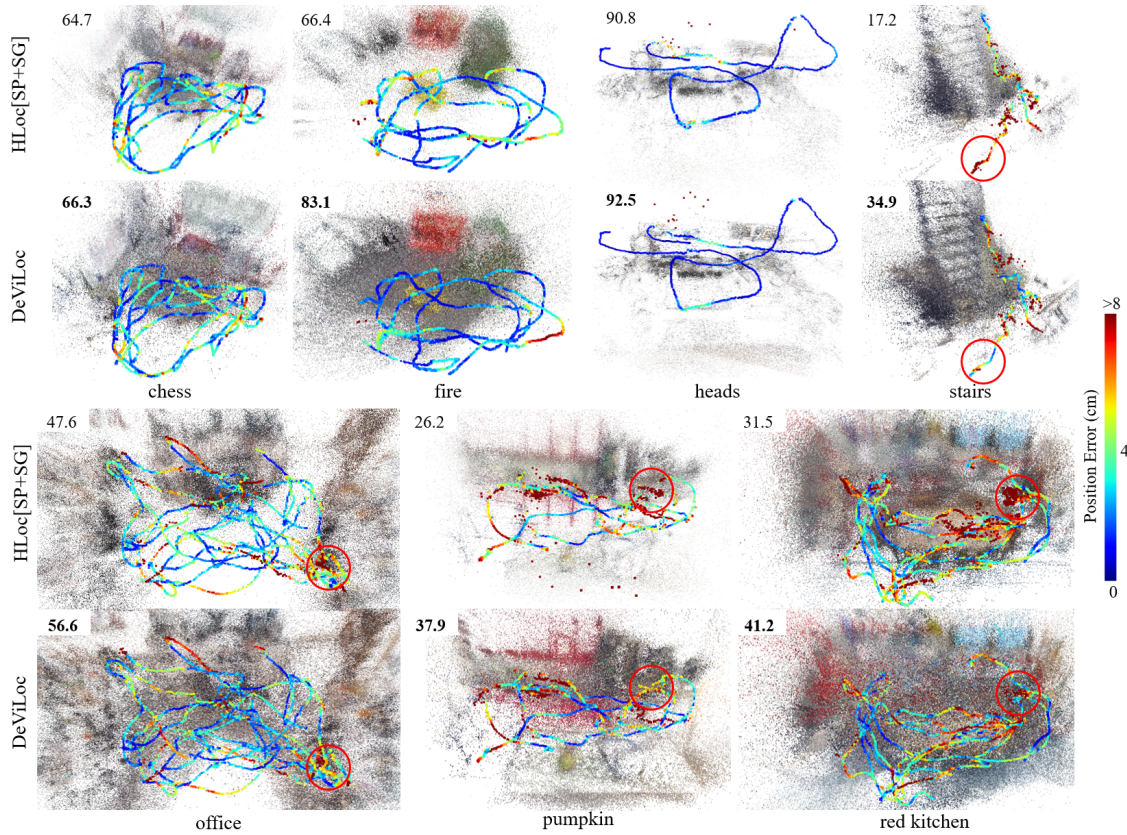 64.7
66.4
90.8
17.2
HLoc[SP+SG]
66.3
83.1
92.5
34.9
DeViLoc
chess
fire
heads
stairs
>8
4
0
Position Error (cm)
47.6
26.2
31.5
HLoc[SP+SG]
56.6
37.9
41.2
DeViLoc
office
pumpkin
red kitchen